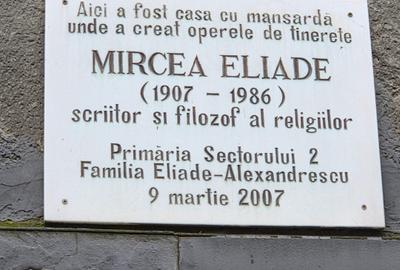 Aici a fost casa cu mansardă
unde a creat operele de tinerete
MIRCEA ELIADE
(1907 – 1986)
scriitor și filozof al religiilor
Primăria Sectorului 2
Familia Eliade-Alexandrescu
9 martie 2007